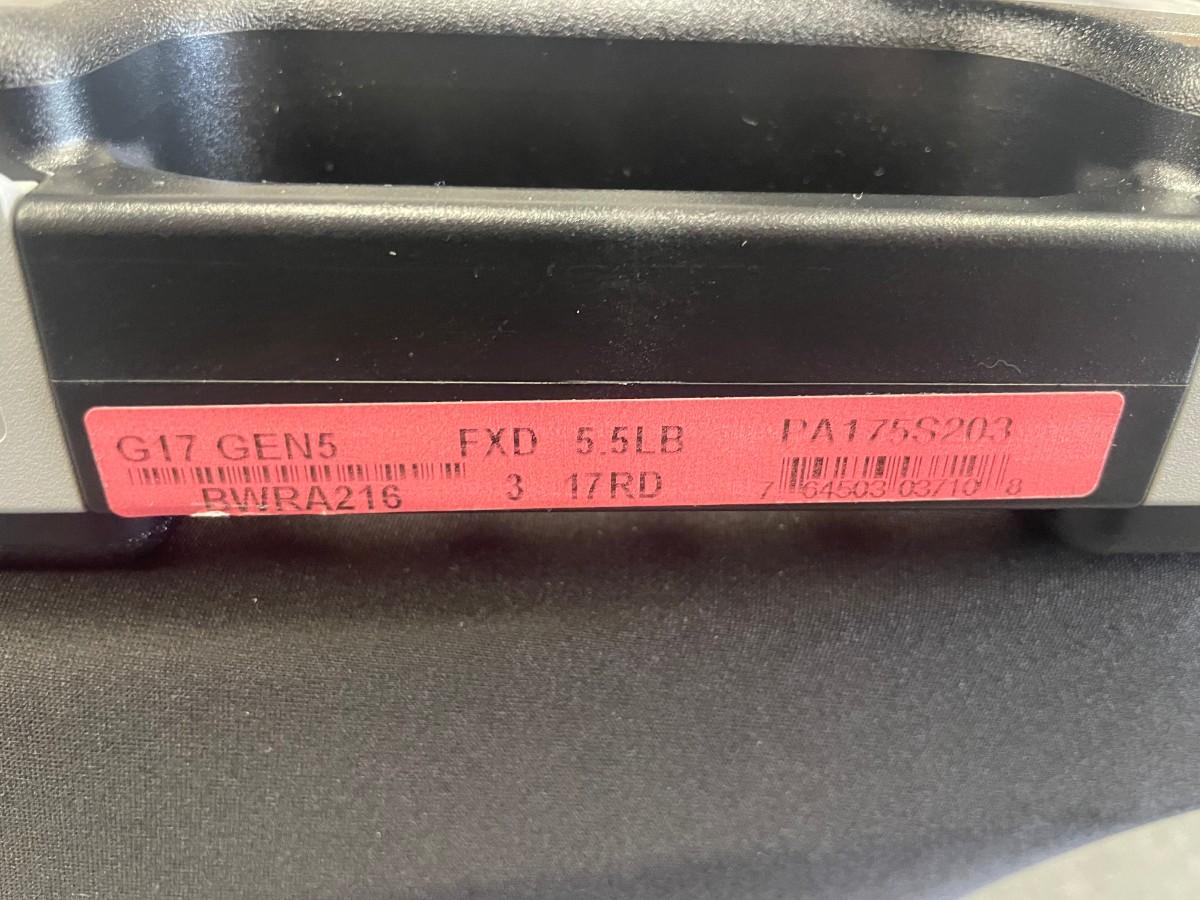 G17 GEN5 FXD 5.5LB PA175S203
BWRA216 3 17RD 7 64503 03710 8